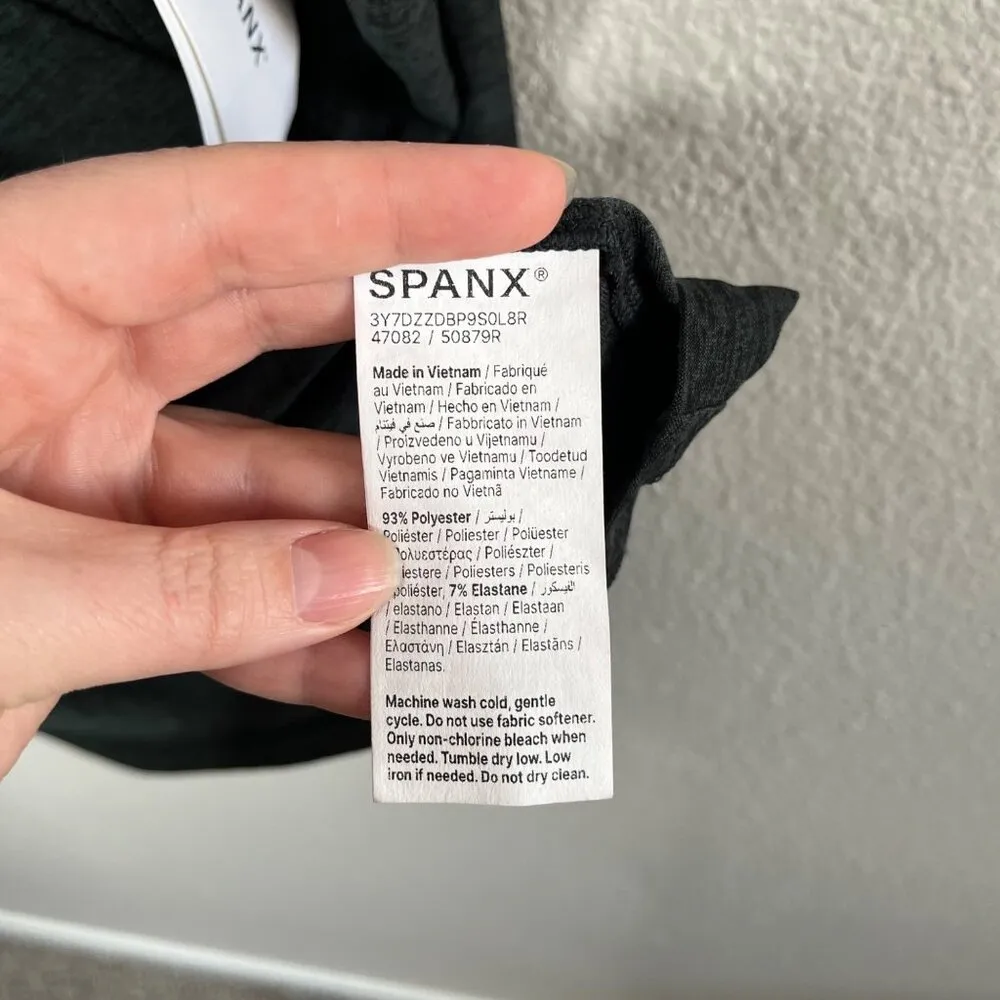 SPANX®
3Y7DZZDBP9S0L8R
47082 / 50879R
Made in Vietnam / Fabriqué
au Vietnam / Fabricado en
Vietnam / Hecho en Vietnam /
صنع في فيتنام / Fabbricato in Vietnam
/ Proizvedeno u Vijetnamu /
Vyrobeno ve Vietnamu / Toodetud
Vietnamis / Pagaminta Vietname /
Fabricado no Vietnã
93% Polyester / بوليستر /
Poliéster / Poliester / Polüester
/ Poliészter /
/ Poliesters / Poliesteris
poliéster, 7% Elastane /
/ elastano / Elastan / Elastaan
/ Elasthanne / Élasthanne /
Ελαστάνη / Elasztán / Elastāns /
Elastanas.
Machine wash cold, gentle
cycle. Do not use fabric softener.
Only non-chlorine bleach when
needed. Tumble dry low. Low
iron if needed. Do not dry clean.